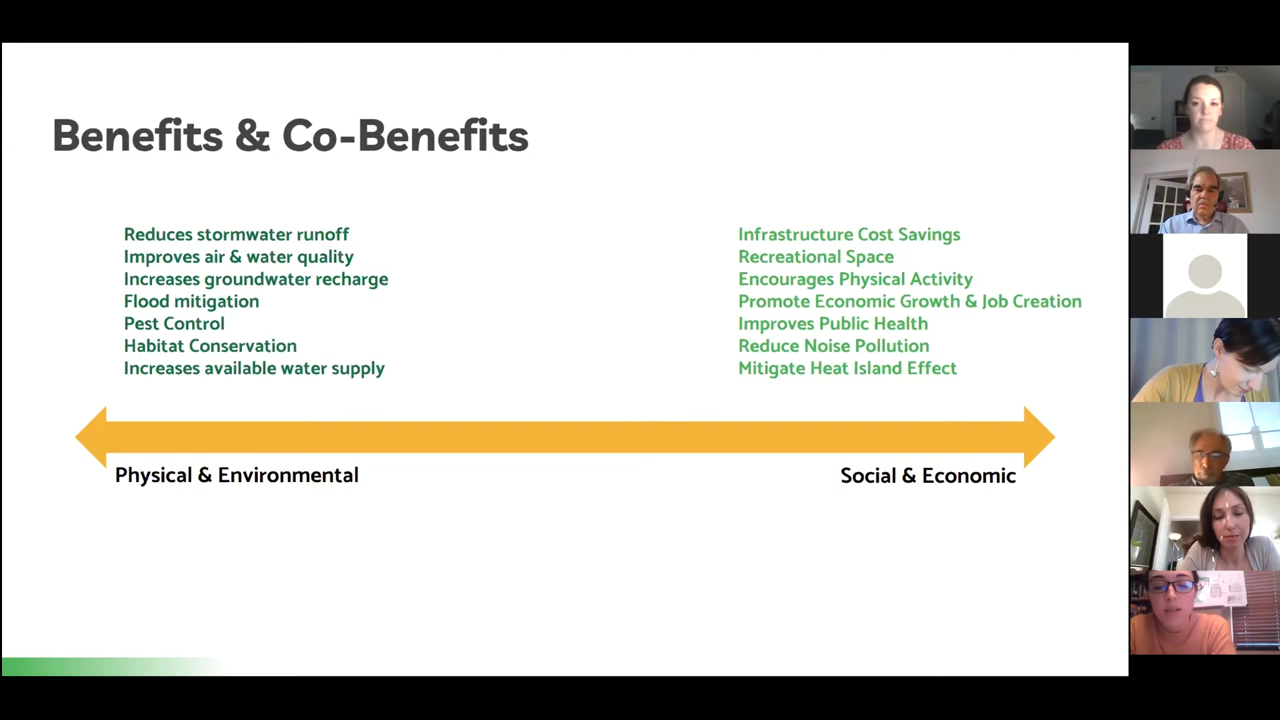 Benefits & Co-Benefits
Reduces stormwater runoff
Improves air & water quality
Increases groundwater recharge
Flood mitigation
Pest Control
Habitat Conservation
Increases available water supply
Infrastructure Cost Savings
Recreational Space
Encourages Physical Activity
Promote Economic Growth & Job Creation
Improves Public Health
Reduce Noise Pollution
Mitigate Heat Island Effect
Physical & Environmental
Social & Economic